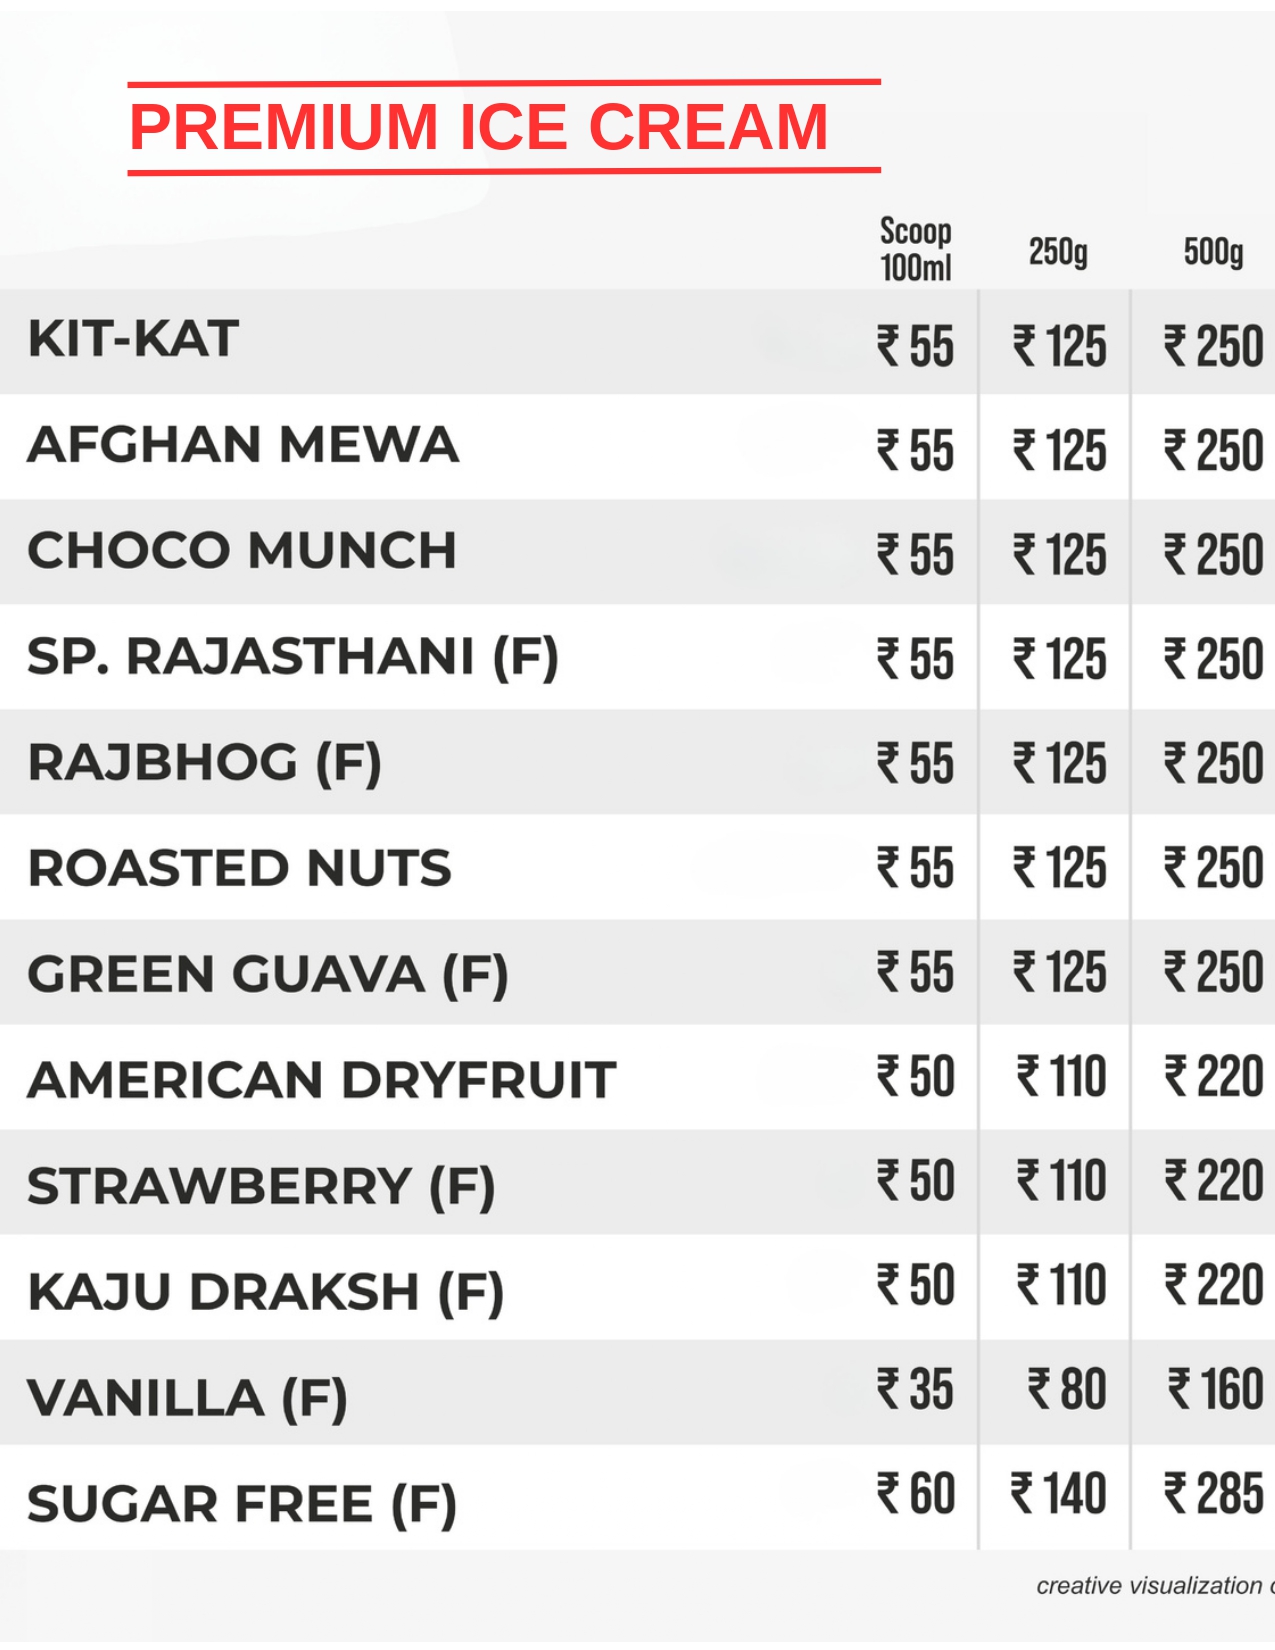 PREMIUM ICE CREAM
Scoop 100ml 250g 500g
KIT-KAT ₹ 55 ₹ 125 ₹ 250
AFGHAN MEWA ₹ 55 ₹ 125 ₹ 250
CHOCO MUNCH ₹ 55 ₹ 125 ₹ 250
SP. RAJASTHANI (F) ₹ 55 ₹ 125 ₹ 250
RAJBHOG (F) ₹ 55 ₹ 125 ₹ 250
ROASTED NUTS ₹ 55 ₹ 125 ₹ 250
GREEN GUAVA (F) ₹ 55 ₹ 125 ₹ 250
AMERICAN DRYFRUIT ₹ 50 ₹ 110 ₹ 220
STRAWBERRY (F) ₹ 50 ₹ 110 ₹ 220
KAJU DRAKSH (F) ₹ 50 ₹ 110 ₹ 220
VANILLA (F) ₹ 35 ₹ 80 ₹ 160
SUGAR FREE (F) ₹ 60 ₹ 140 ₹ 285
creative visualization